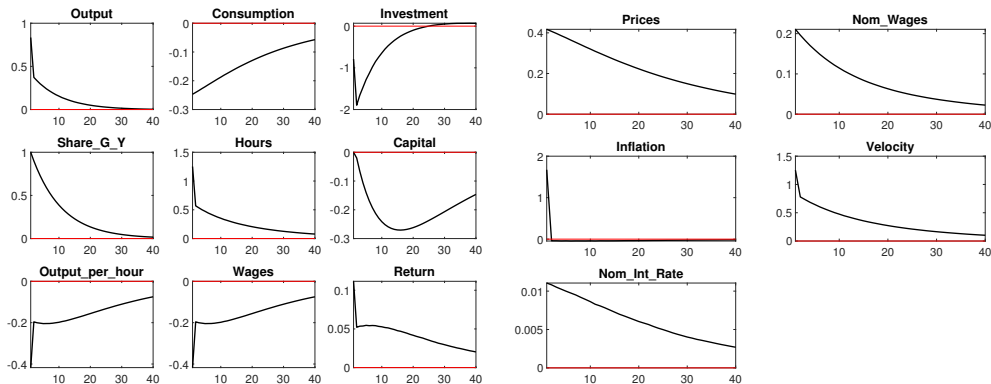 Output Consumption Investment Prices Nom_Wages
1 0.5 0
0 -0.1 -0.2 -0.3
0 -1 -2
0.4 0.2 0
0.2 0.1 0
10 20 30 40 10 20 30 40 10 20 30 40 10 20 30 40 10 20 30 40
Share_G_Y Hours Capital Inflation Velocity
1 0.5 0
1.5 1 0.5 0
0 -0.1 -0.2 -0.3
2 1 0
1.5 1 0.5 0
10 20 30 40 10 20 30 40 10 20 30 40 10 20 30 40 10 20 30 40
Output_per_hour Wages Return Nom_Int_Rate
0 -0.2 -0.4
0 -0.2 -0.4
0.1 0.05 0
0.01 0.005 0
10 20 30 40 10 20 30 40 10 20 30 40 10 20 30 40